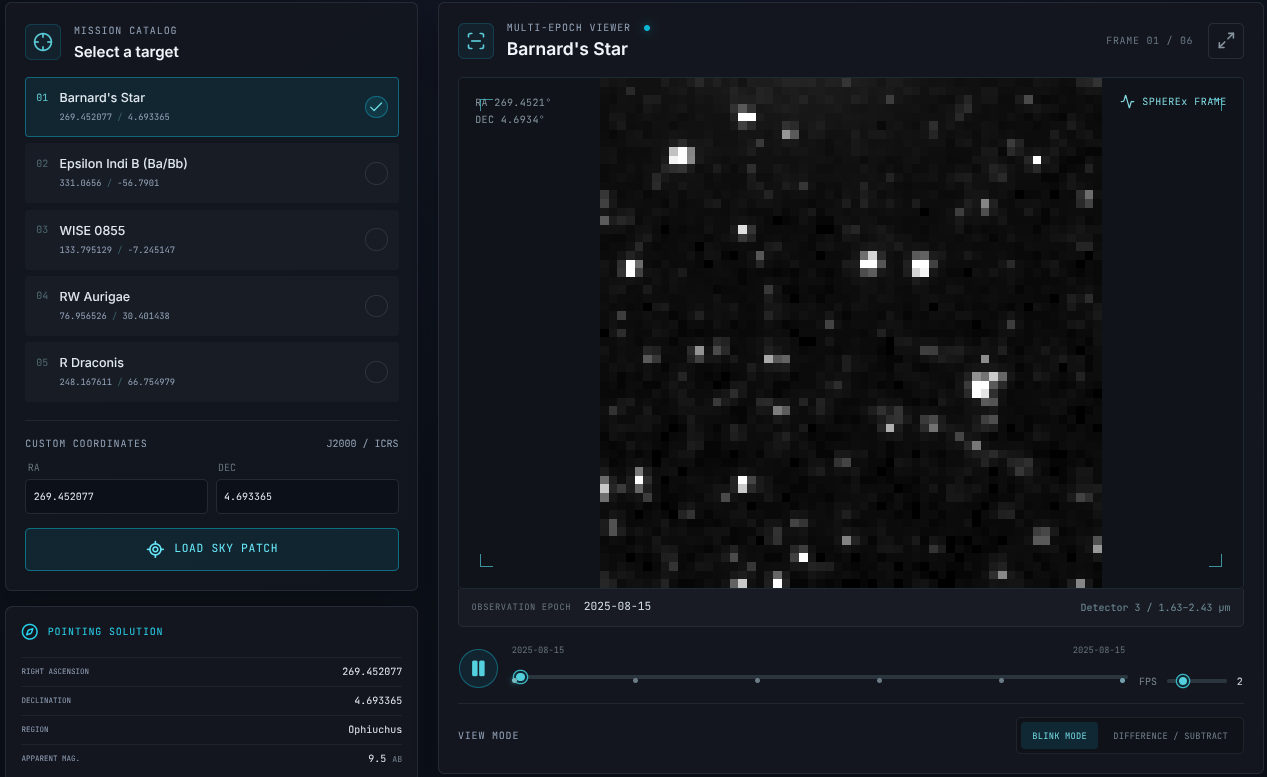 MISSION CATALOG
Select a target
01 Barnard's Star
269.452077 / 4.693365
02 Epsilon Indi B (Ba/Bb)
331.0656 / -56.7901
03 WISE 0855
133.795129 / -7.245147
04 RW Aurigae
76.956526 / 30.401438
05 R Draconis
248.167611 / 66.754979
CUSTOM COORDINATES J2000 / ICRS
RA DEC
269.452077 4.693365
LOAD SKY PATCH
POINTING SOLUTION
RIGHT ASCENSION 269.452077
DECLINATION 4.693365
REGION Ophiuchus
APPARENT MAG. 9.5 AB
MULTI-EPOCH VIEWER
Barnard's Star
FRAME 01 / 06
RA 269.4521°
DEC 4.6934°
SPHEREx FRAME
OBSERVATION EPOCH 2025-08-15
Detector 3 / 1.63–2.43 μm
2025-08-15 2025-08-15
FPS 2
VIEW MODE
BLINK MODE DIFFERENCE / SUBTRACT